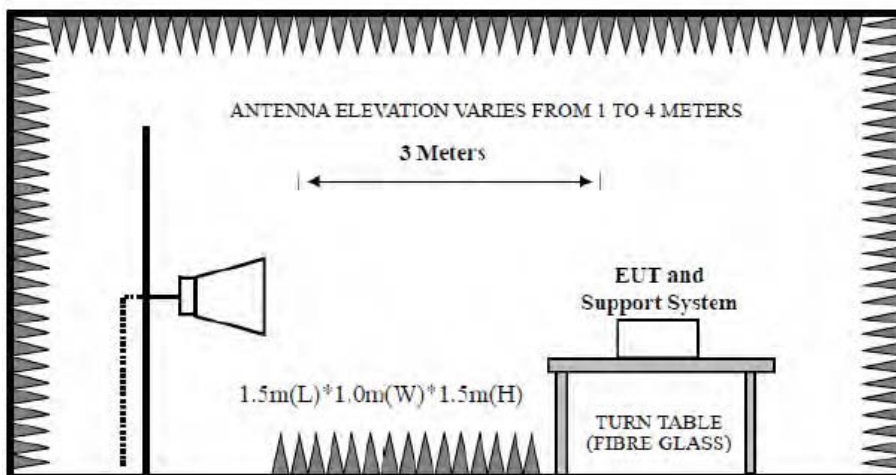 ANTENNA ELEVATION VARIES FROM 1 TO 4 METERS
3 Meters
EUT and
Support System
1.5m(L)*1.0m(W)*1.5m(H)
TURN TABLE
(FIBRE GLASS)